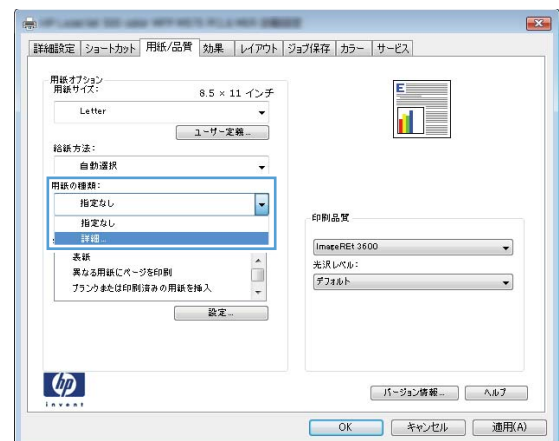 詳細設定 ショートカット 用紙/品質 効果 レイアウト ジョブ保存 カラー サービス
用紙オプション
用紙サイズ: 8.5 × 11 インチ
Letter
ユーザー定義...
給紙方法:
自動選択
用紙の種類:
指定なし
指定なし
詳細...
表紙
異なる用紙にページを印刷
ブランクまたは印刷済みの用紙を挿入
設定...
E
印刷品質
ImageREt 3600
光沢レベル:
デフォルト
hp
invent
バージョン情報... ヘルプ
OK キャンセル 適用(A)